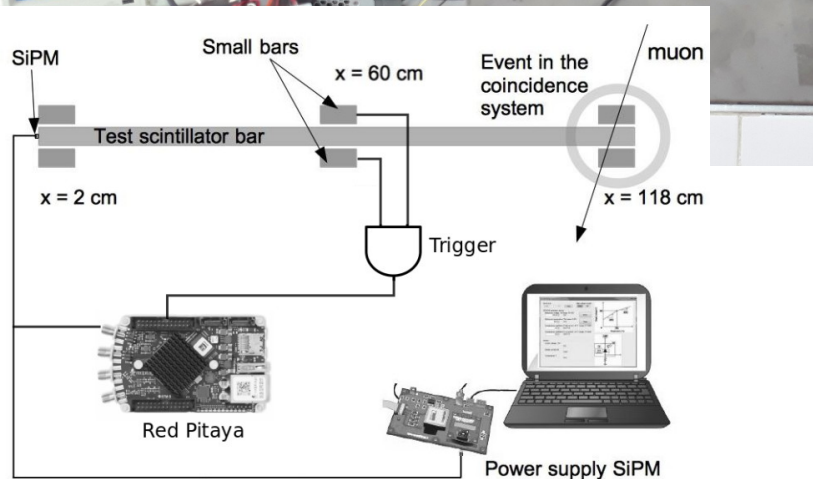 SiPM
Small bars
x = 60 cm
Event in the
coincidence
system
muon
Test scintillator bar
x = 2 cm
x = 118 cm
Trigger
Red Pitaya
Power supply SiPM